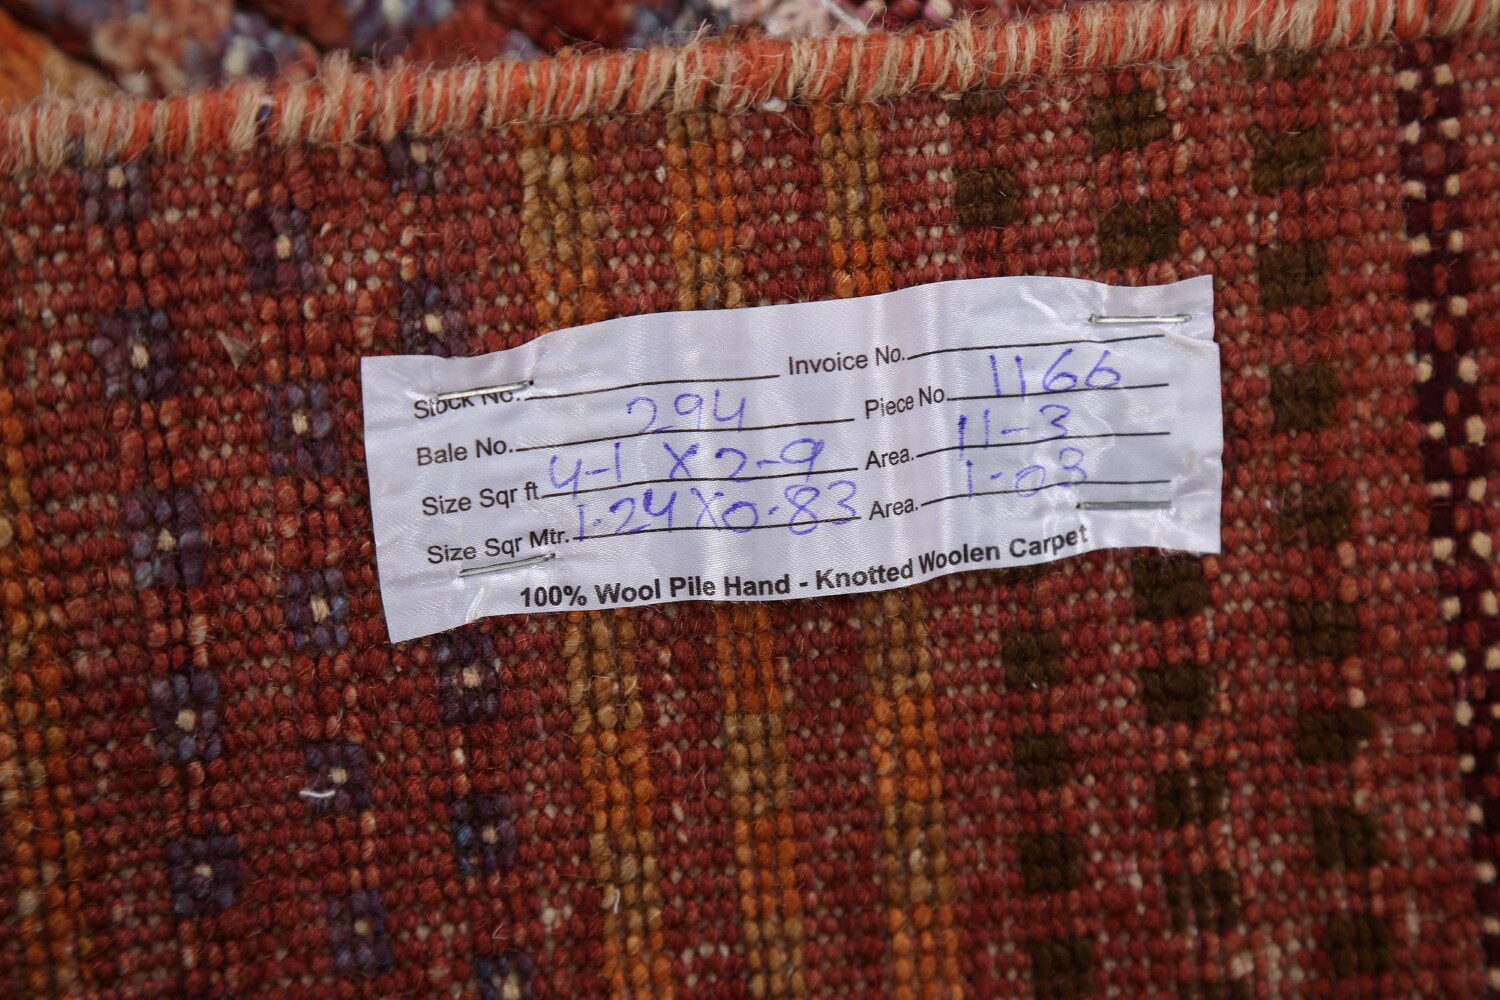 Stock No. Invoice No.
Bale No. 294 Piece No. 1166
Size Sqr ft. 4-1 X 2-9 Area. 11-3
Size Sqr Mtr. 1.24 X 0.83 Area. 1.03
100% Wool Pile Hand - Knotted Woolen Carpet